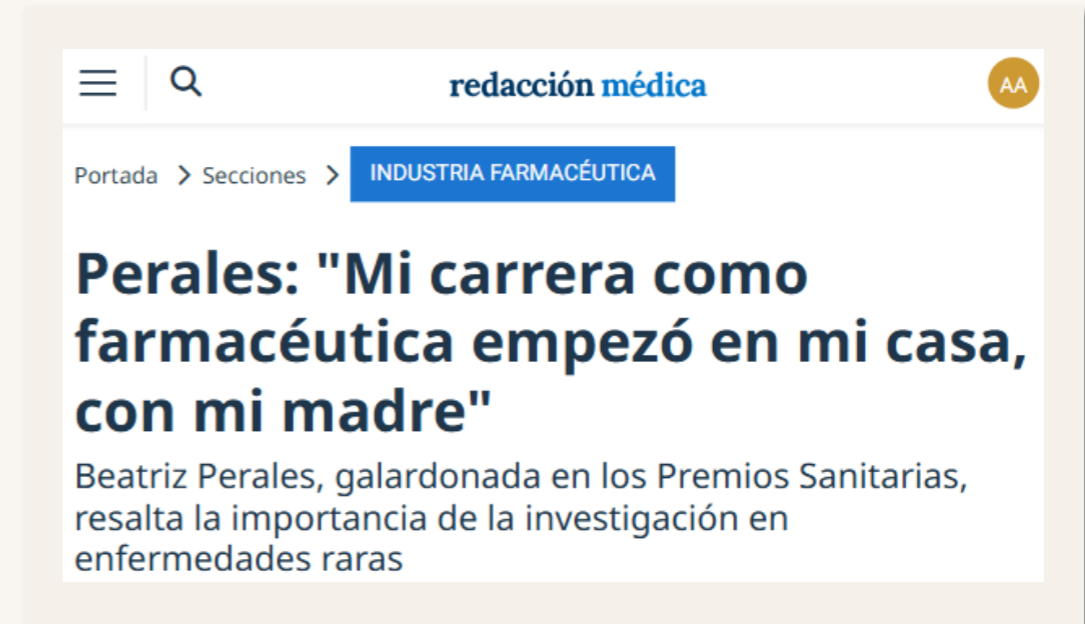 redacción médica
AA
Portada > Secciones > INDUSTRIA FARMACÉUTICA
Perales: "Mi carrera como
farmacéutica empezó en mi casa,
con mi madre"
Beatriz Perales, galardonada en los Premios Sanitarias,
resalta la importancia de la investigación en
enfermedades raras